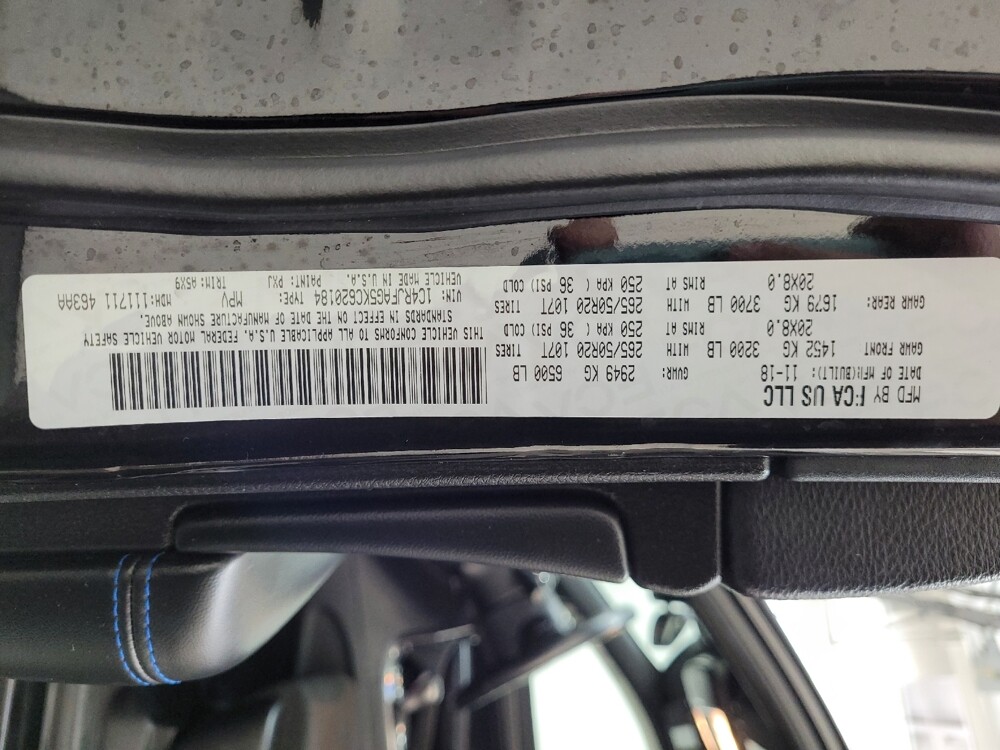 MFD BY FCA US LLC
DATE OF MFR(BUILT): 11-18 GVWR: 2949 KG 6500 LB
GAWR FRONT 1452 KG 3200 LB WITH 265/50R20 107T TIRES
20X8.0 RIMS AT 250 KPA ( 36 PSI) COLD
GAWR REAR: 1679 KG 3700 LB WITH 265/50R20 107T TIRES
20X8.0 RIMS AT 250 KPA ( 36 PSI) COLD
THIS VEHICLE CONFORMS TO ALL APPLICABLE U.S.A. FEDERAL MOTOR VEHICLE SAFETY
STANDARDS IN EFFECT ON THE DATE OF MANUFACTURE SHOWN ABOVE.
VIN: 1C4RJFAG5KC620184 TYPE: MPV MDH:111711 463AA
VEHICLE MADE IN U.S.A. PAINT: PXJ TRIM: A5X9